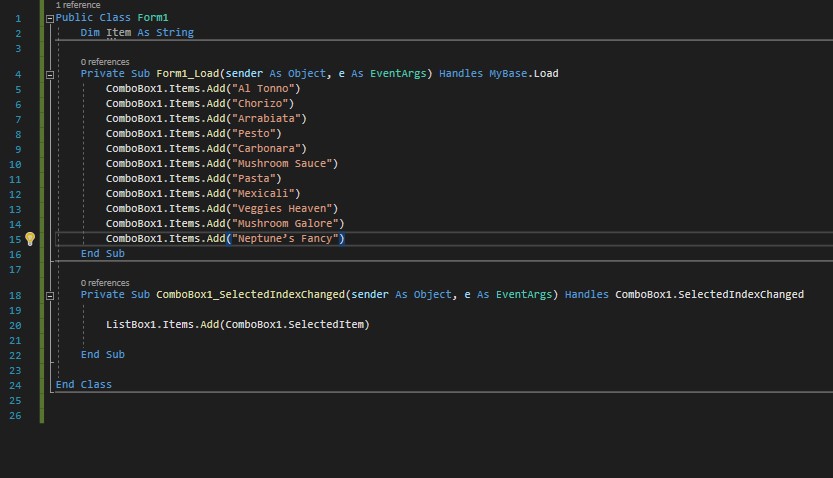 1 reference
1 Public Class Form1
2 Dim Item As String
3
0 references
4 Private Sub Form1_Load(sender As Object, e As EventArgs) Handles MyBase.Load
5 ComboBox1.Items.Add("Al Tonno")
6 ComboBox1.Items.Add("Chorizo")
7 ComboBox1.Items.Add("Arrabiata")
8 ComboBox1.Items.Add("Pesto")
9 ComboBox1.Items.Add("Carbonara")
10 ComboBox1.Items.Add("Mushroom Sauce")
11 ComboBox1.Items.Add("Pasta")
12 ComboBox1.Items.Add("Mexicali")
13 ComboBox1.Items.Add("Veggies Heaven")
14 ComboBox1.Items.Add("Mushroom Galore")
15 ComboBox1.Items.Add("Neptune’s Fancy")
16 End Sub
17
0 references
18 Private Sub ComboBox1_SelectedIndexChanged(sender As Object, e As EventArgs) Handles ComboBox1.SelectedIndexChanged
19
20 ListBox1.Items.Add(ComboBox1.SelectedItem)
21
22 End Sub
23
24 End Class
25
26